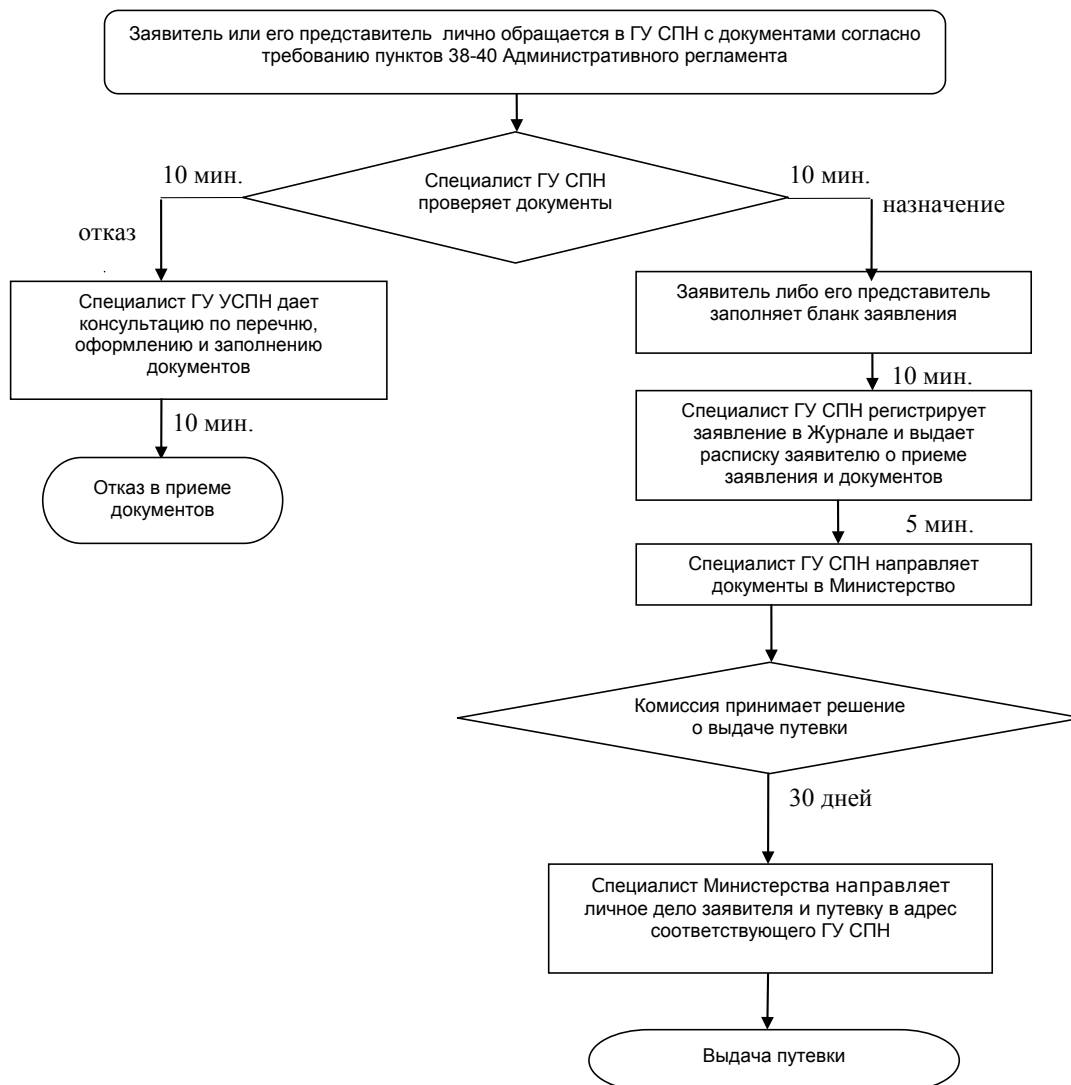 Заявитель или его представитель лично обращается в ГУ СПН с документами согласно
требованию пунктов 38-40 Административного регламента
10 мин.
Специалист ГУ СПН
проверяет документы
10 мин.
отказ
назначение
Специалист ГУ УСПН дает
консультацию по перечню,
оформлению и заполнению
документов
Заявитель либо его представитель
заполняет бланк заявления
10 мин.
10 мин.
Специалист ГУ СПН регистрирует
заявление в Журнале и выдает
расписку заявителю о приеме
заявления и документов
Отказ в приеме
документов
5 мин.
Специалист ГУ СПН направляет
документы в Министерство
Комиссия принимает решение
о выдаче путевки
30 дней
Специалист Министерства направляет
личное дело заявителя и путевку в адрес
соответствующего ГУ СПН
Выдача путевки